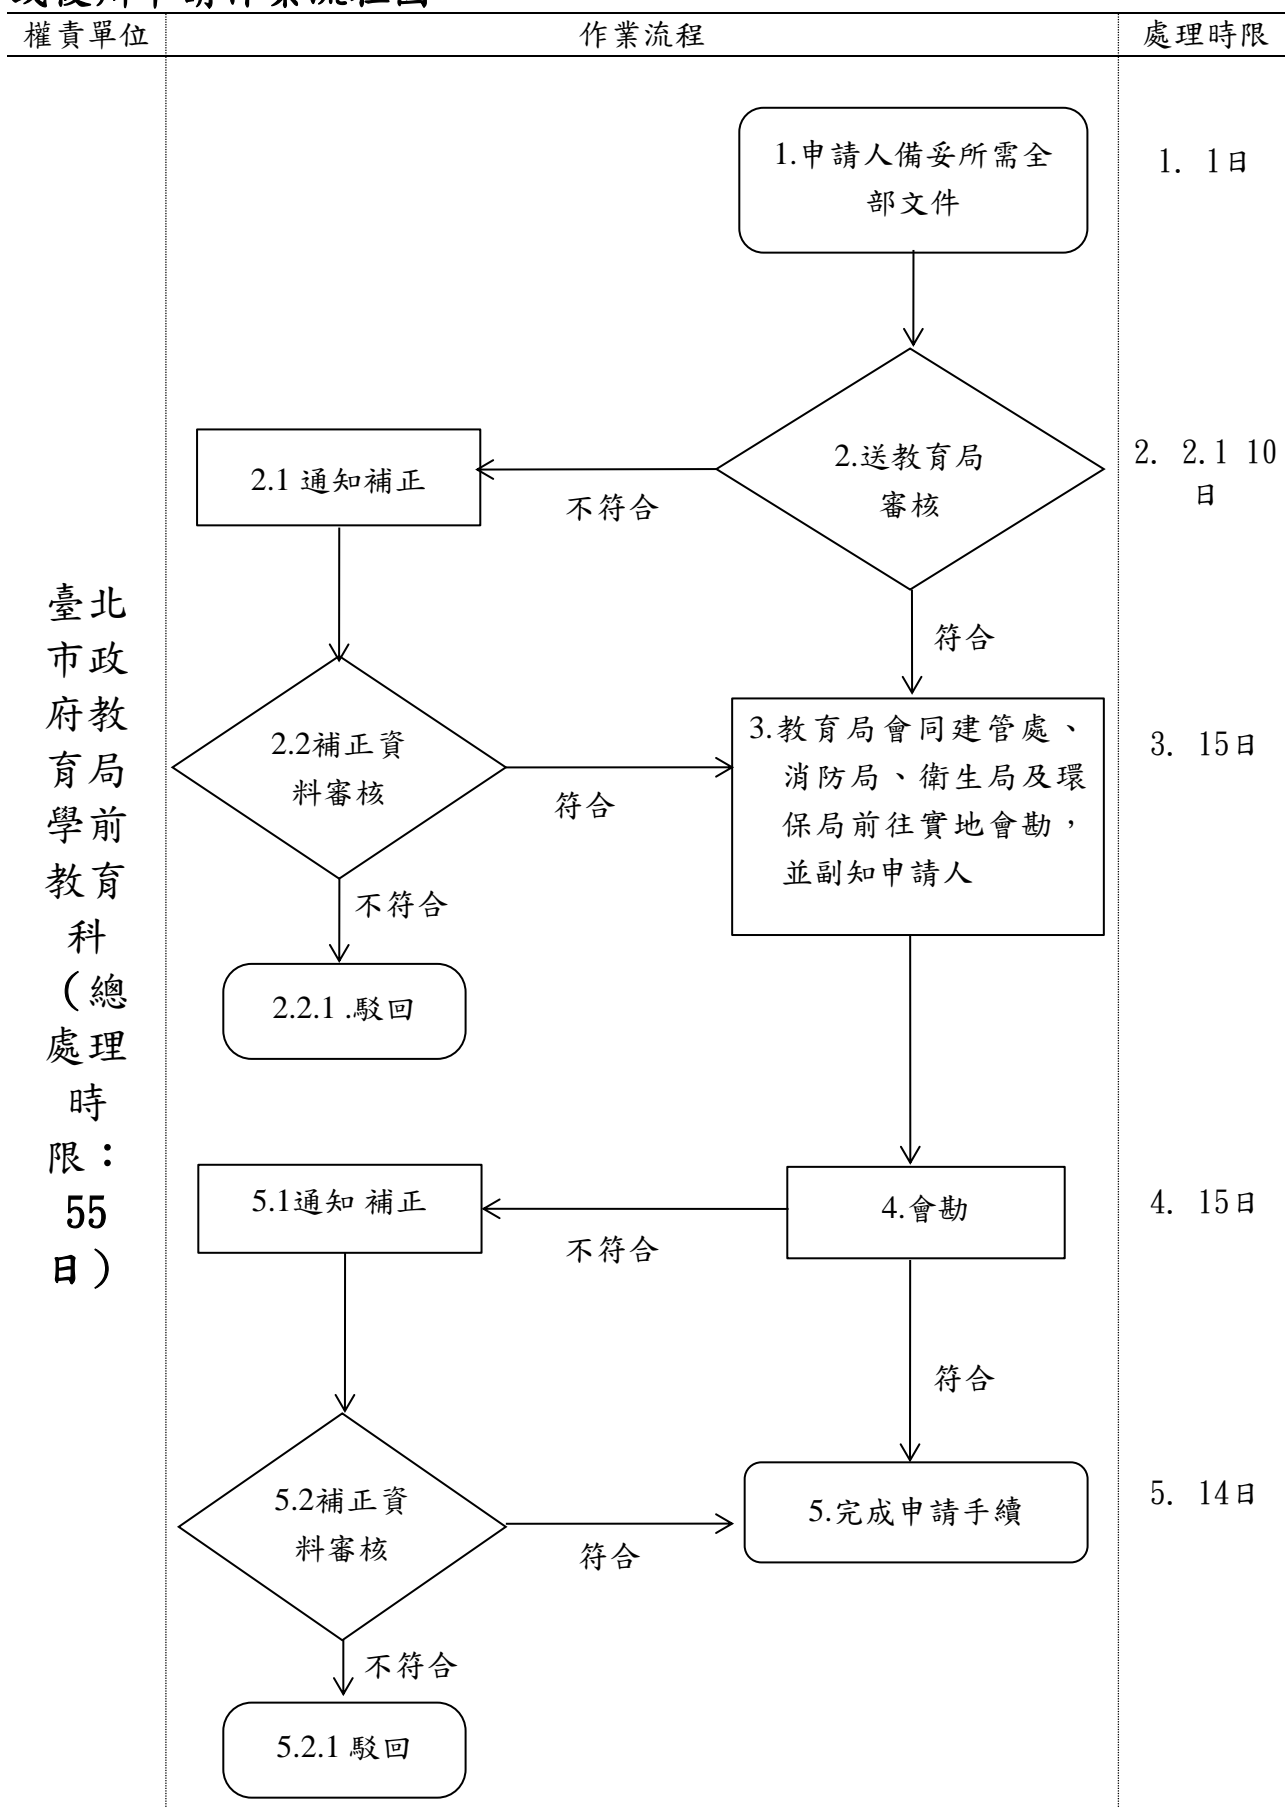 權責單位
作業流程
處理時限
1.申請人備妥所需全
部文件
1. 1日
2.送教育局
審核
2. 2.1 10
日
2.1 通知補正
不符合
符合
臺北
市政
府教
育局
學前
教育
科
（總
處理
時
限：
55
日）
2.2補正資
料審核
符合
3.教育局會同建管處、
消防局、衛生局及環
保局前往實地會勘，
並副知申請人
3. 15日
不符合
2.2.1 .駁回
5.1通知 補正
不符合
4.會勘
4. 15日
符合
5.2補正資
料審核
符合
5.完成申請手續
5. 14日
不符合
5.2.1 駁回